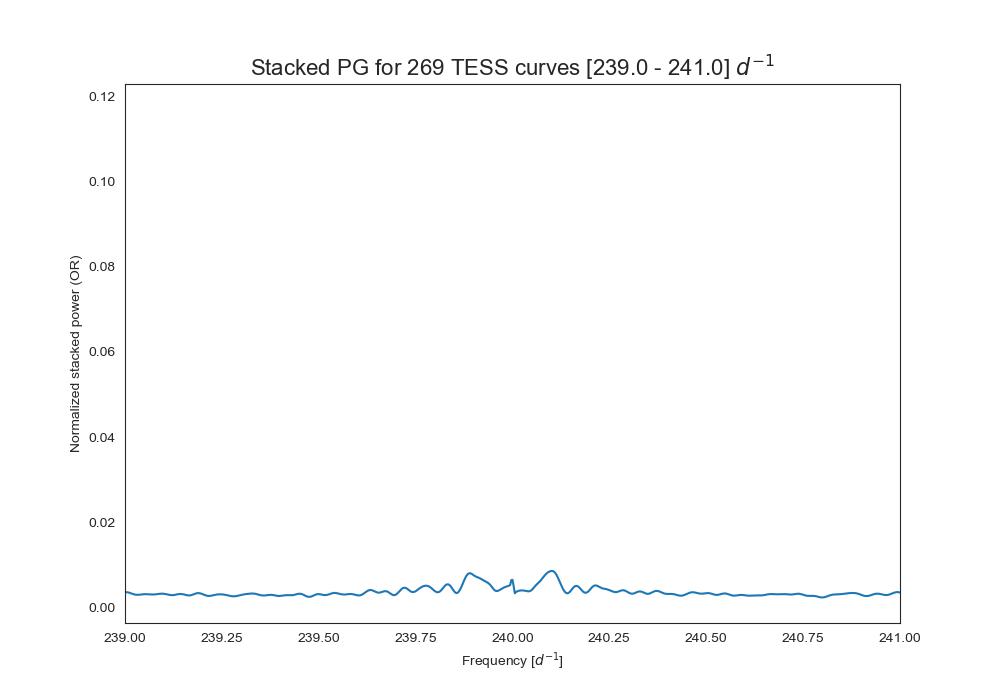 Stacked PG for 269 TESS curves [239.0 - 241.0] d⁻¹
0.12
0.10
0.08
0.06
0.04
0.02
0.00
Normalized stacked power (OR)
239.00 239.25 239.50 239.75 240.00 240.25 240.50 240.75 241.00
Frequency [d⁻¹]